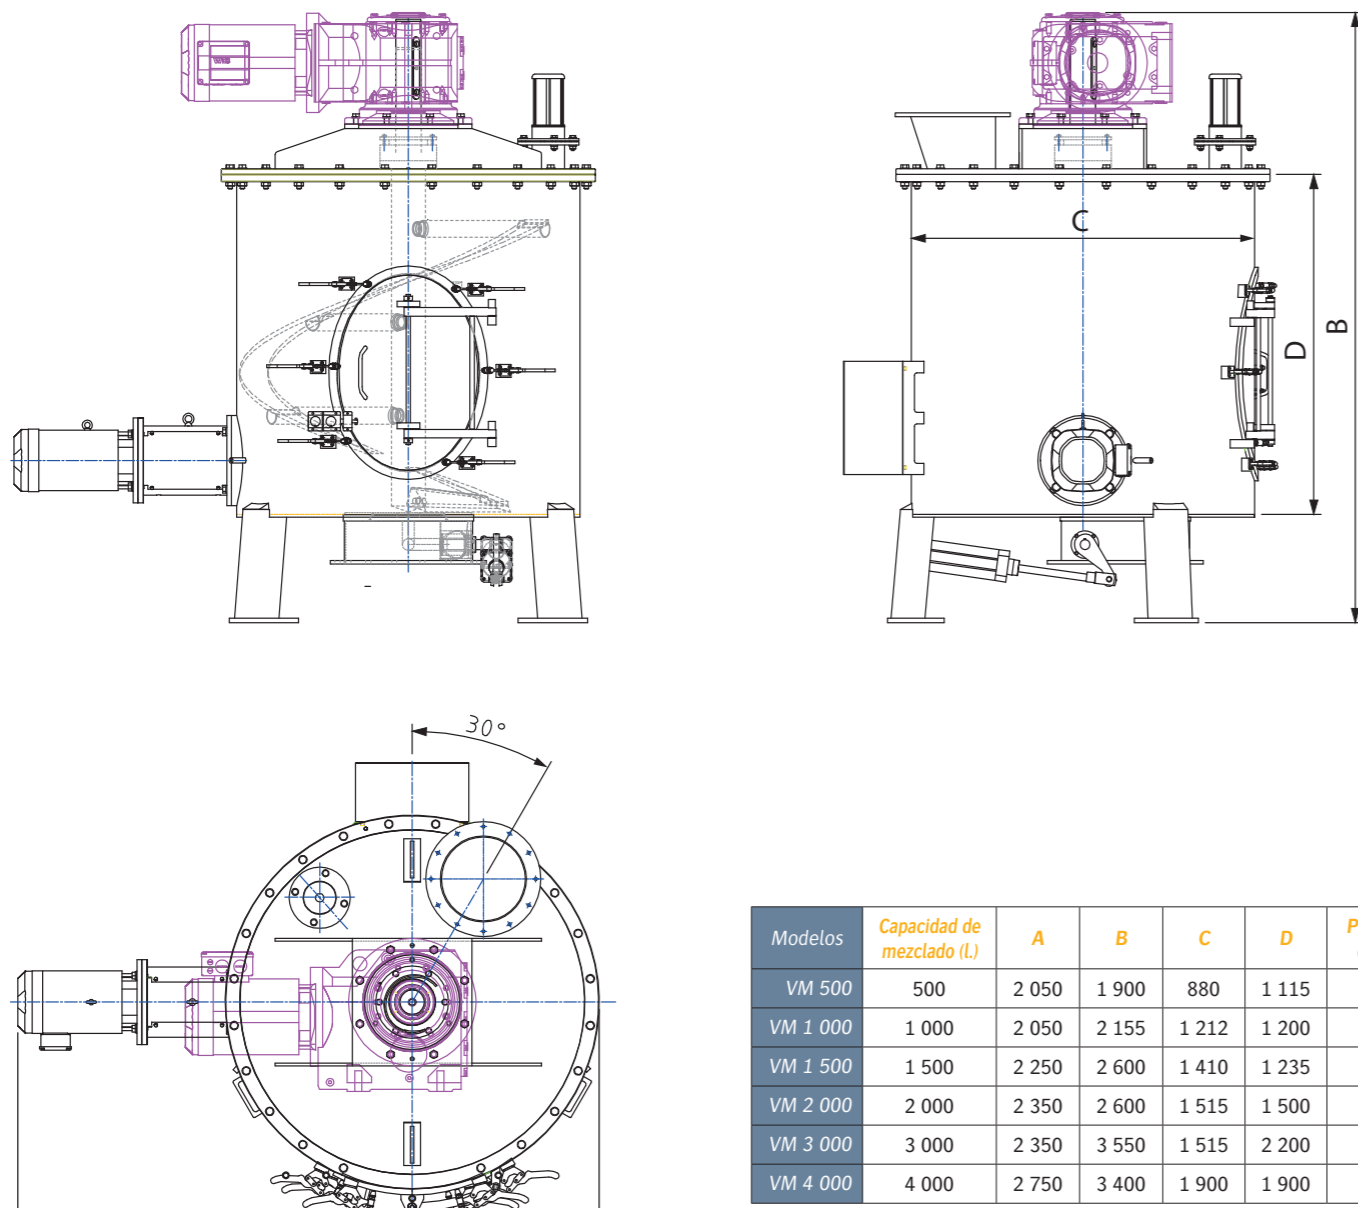 C
D
B
30°
Modelos Capacidad de mezclado (l.) A B C D P
VM 500 500 2 050 1 900 880 1 115
VM 1 000 1 000 2 050 2 155 1 212 1 200
VM 1 500 1 500 2 250 2 600 1 410 1 235
VM 2 000 2 000 2 350 2 600 1 515 1 500
VM 3 000 3 000 2 350 3 550 1 515 2 200
VM 4 000 4 000 2 750 3 400 1 900 1 900